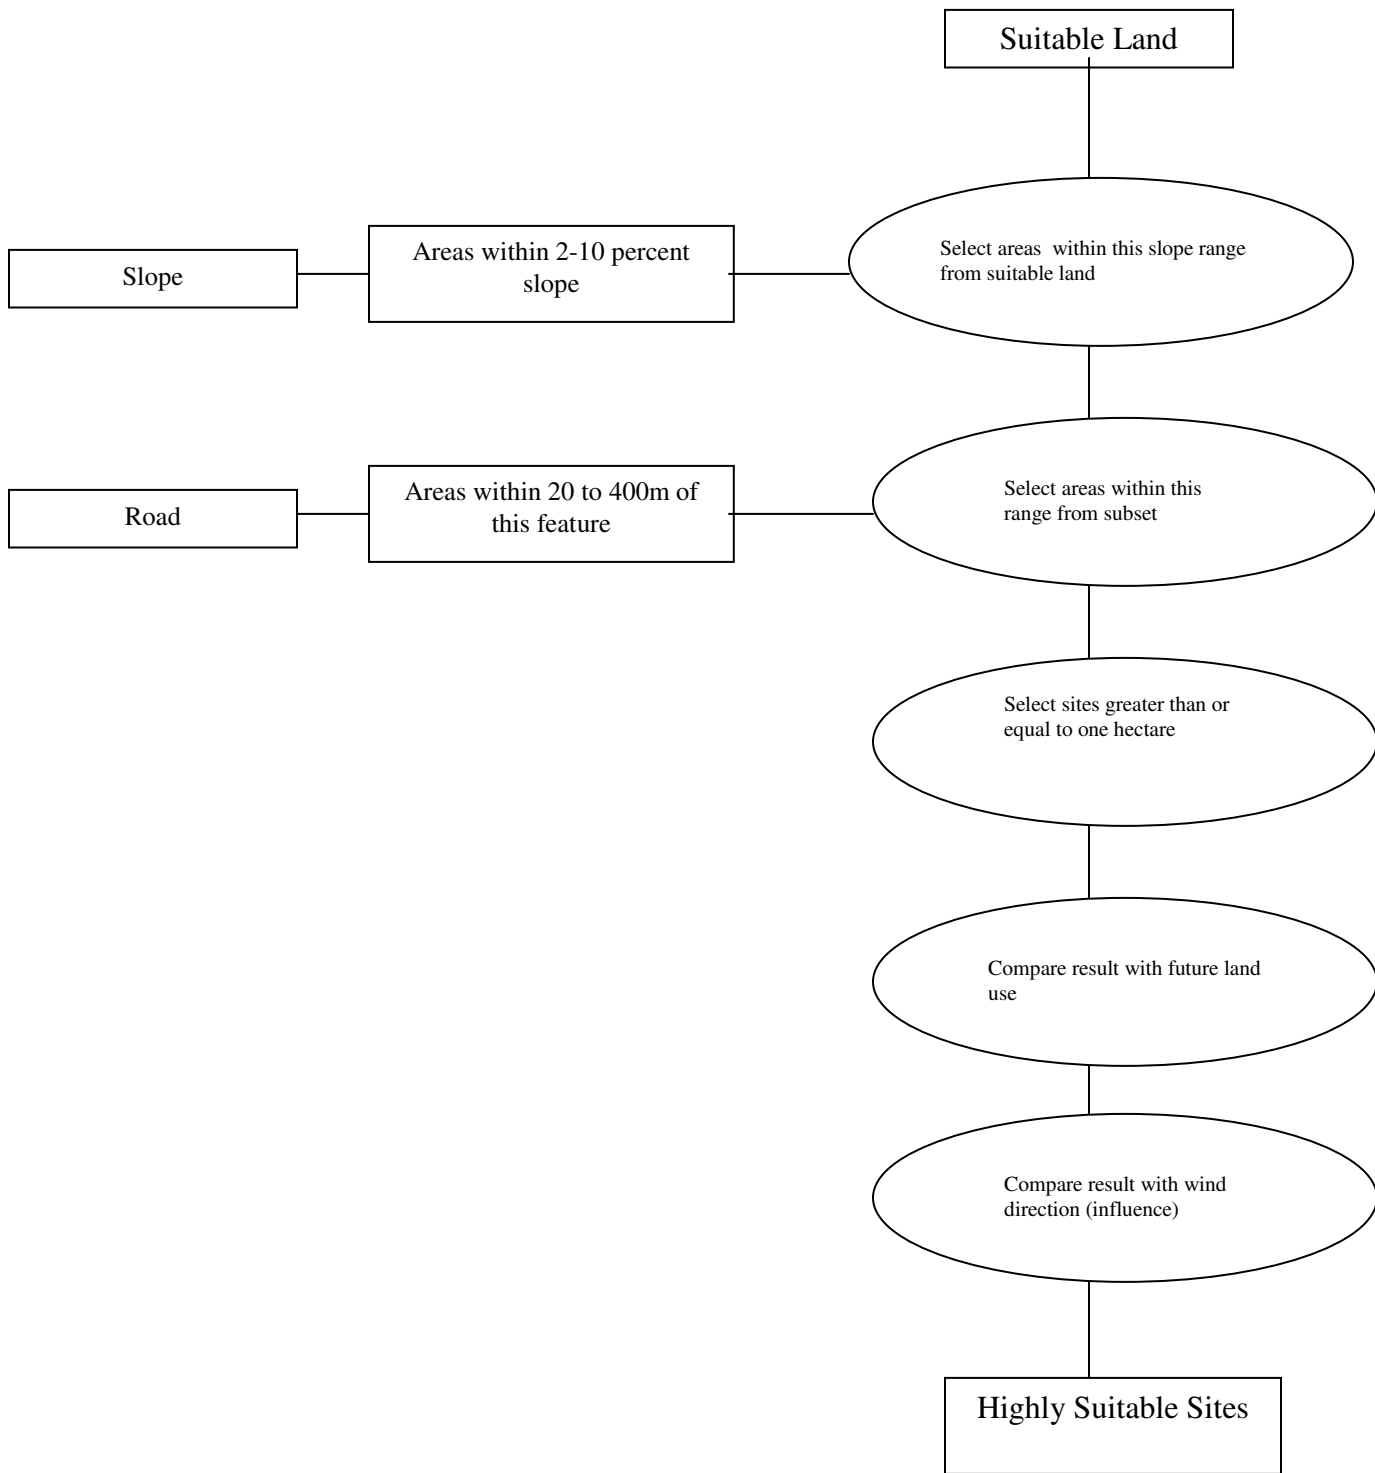 Suitable Land
Select areas  within this slope range
from suitable land
Areas within 2-10 percent
slope
Slope
Select areas within this
range from subset
Areas within 20 to 400m of
this feature
Road
Select sites greater than or
equal to one hectare
Compare result with future land
use
Compare result with wind
direction (influence)
Highly Suitable Sites